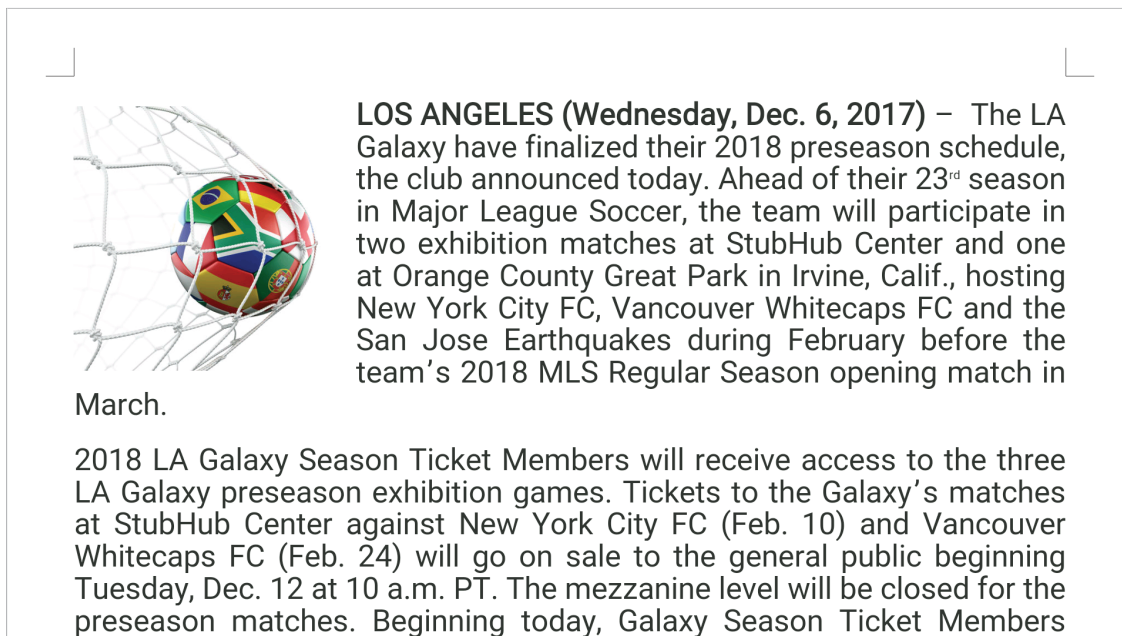 LOS ANGELES (Wednesday, Dec. 6, 2017) – The LA
Galaxy have finalized their 2018 preseason schedule,
the club announced today. Ahead of their 23rd season
in Major League Soccer, the team will participate in
two exhibition matches at StubHub Center and one
at Orange County Great Park in Irvine, Calif., hosting
New York City FC, Vancouver Whitecaps FC and the
San Jose Earthquakes during February before the
team’s 2018 MLS Regular Season opening match in
March.
2018 LA Galaxy Season Ticket Members will receive access to the three
LA Galaxy preseason exhibition games. Tickets to the Galaxy’s matches
at StubHub Center against New York City FC (Feb. 10) and Vancouver
Whitecaps FC (Feb. 24) will go on sale to the general public beginning
Tuesday, Dec. 12 at 10 a.m. PT. The mezzanine level will be closed for the
preseason matches. Beginning today, Galaxy Season Ticket Members